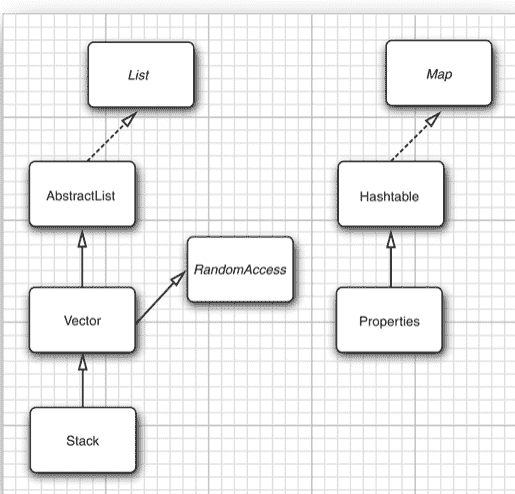 List
Map
AbstractList
Hashtable
RandomAccess
Vector
Properties
Stack